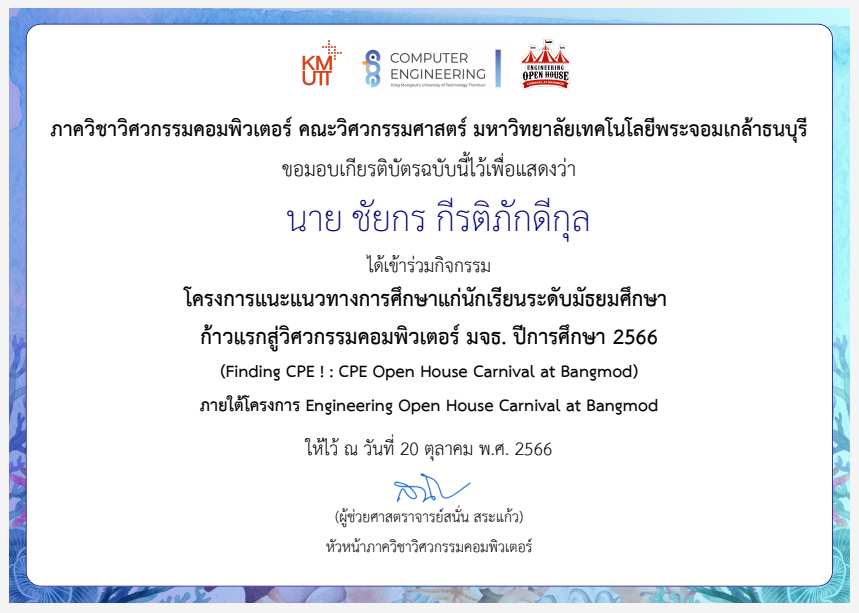 KMUTT
COMPUTER
ENGINEERING
King Mongkut's University of Technology Thonburi
ENGINEERING
OPEN HOUSE
ภาควิชาวิศวกรรมคอมพิวเตอร์ คณะวิศวกรรมศาสตร์ มหาวิทยาลัยเทคโนโลยีพระจอมเกล้าธนบุรี
ขอมอบเกียรติบัตรฉบับนี้ไว้เพื่อแสดงว่า
นาย ชัยกร กีรติภักดีกุล
ได้เข้าร่วมกิจกรรม
โครงการแนะแนวทางการศึกษาแก่นักเรียนระดับมัธยมศึกษา
ก้าวแรกสู่วิศวกรรมคอมพิวเตอร์ มจธ. ปีการศึกษา 2566
(Finding CPE ! : CPE Open House Carnival at Bangmod)
ภายใต้โครงการ Engineering Open House Carnival at Bangmod
ให้ไว้ ณ วันที่ 20 ตุลาคม พ.ศ. 2566
(ผู้ช่วยศาสตราจารย์สนั่น สระแก้ว)
หัวหน้าภาควิชาวิศวกรรมคอมพิวเตอร์